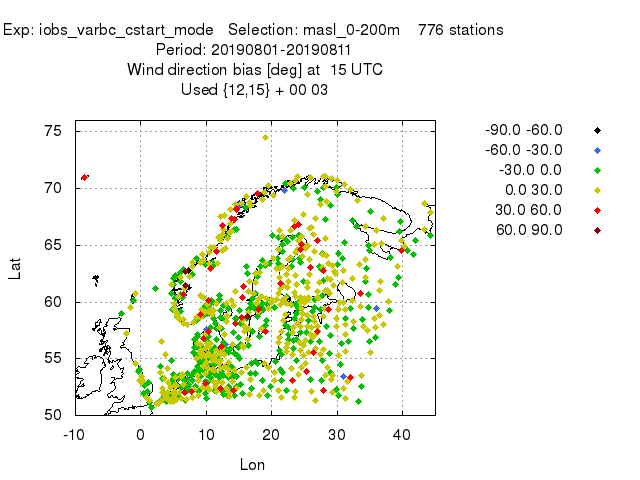 Exp: iobs_varbc_cstart_mode   Selection: masl_0-200m    776 stations
Period: 20190801-20190811
Wind direction bias [deg] at  15 UTC
Used {12,15} + 00 03
-90.0 -60.0
-60.0 -30.0
-30.0 0.0
0.0 30.0
30.0 60.0
60.0 90.0
75
70
65
60
55
50
Lat
-10 0 10 20 30 40
Lon